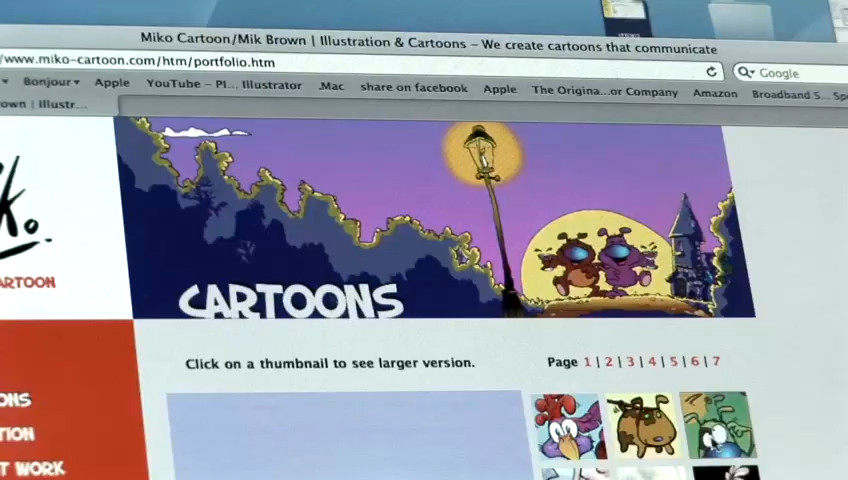 Miko Cartoon/Mik Brown | Illustration & Cartoons - We create cartoons that communicate
/www.miko-cartoon.com/htm/portfolio.htm
Google
Bonjour Apple YouTube - Pl... Illustrator .Mac share on facebook Apple The Origina...or Company Amazon Broadband S... Spe
own | Illustr...
ko.
ARTOON
CARTOONS
Click on a thumbnail to see larger version.
Page 1 | 2 | 3 | 4 | 5 | 6 | 7
ONS
TION
T WORK